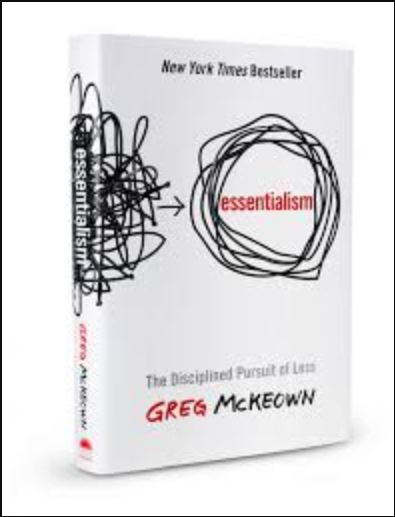 New York Times Bestseller
essentialism
The Disciplined Pursuit of Less
GREG MCKEOWN
essentialism
GREG MCKEOWN